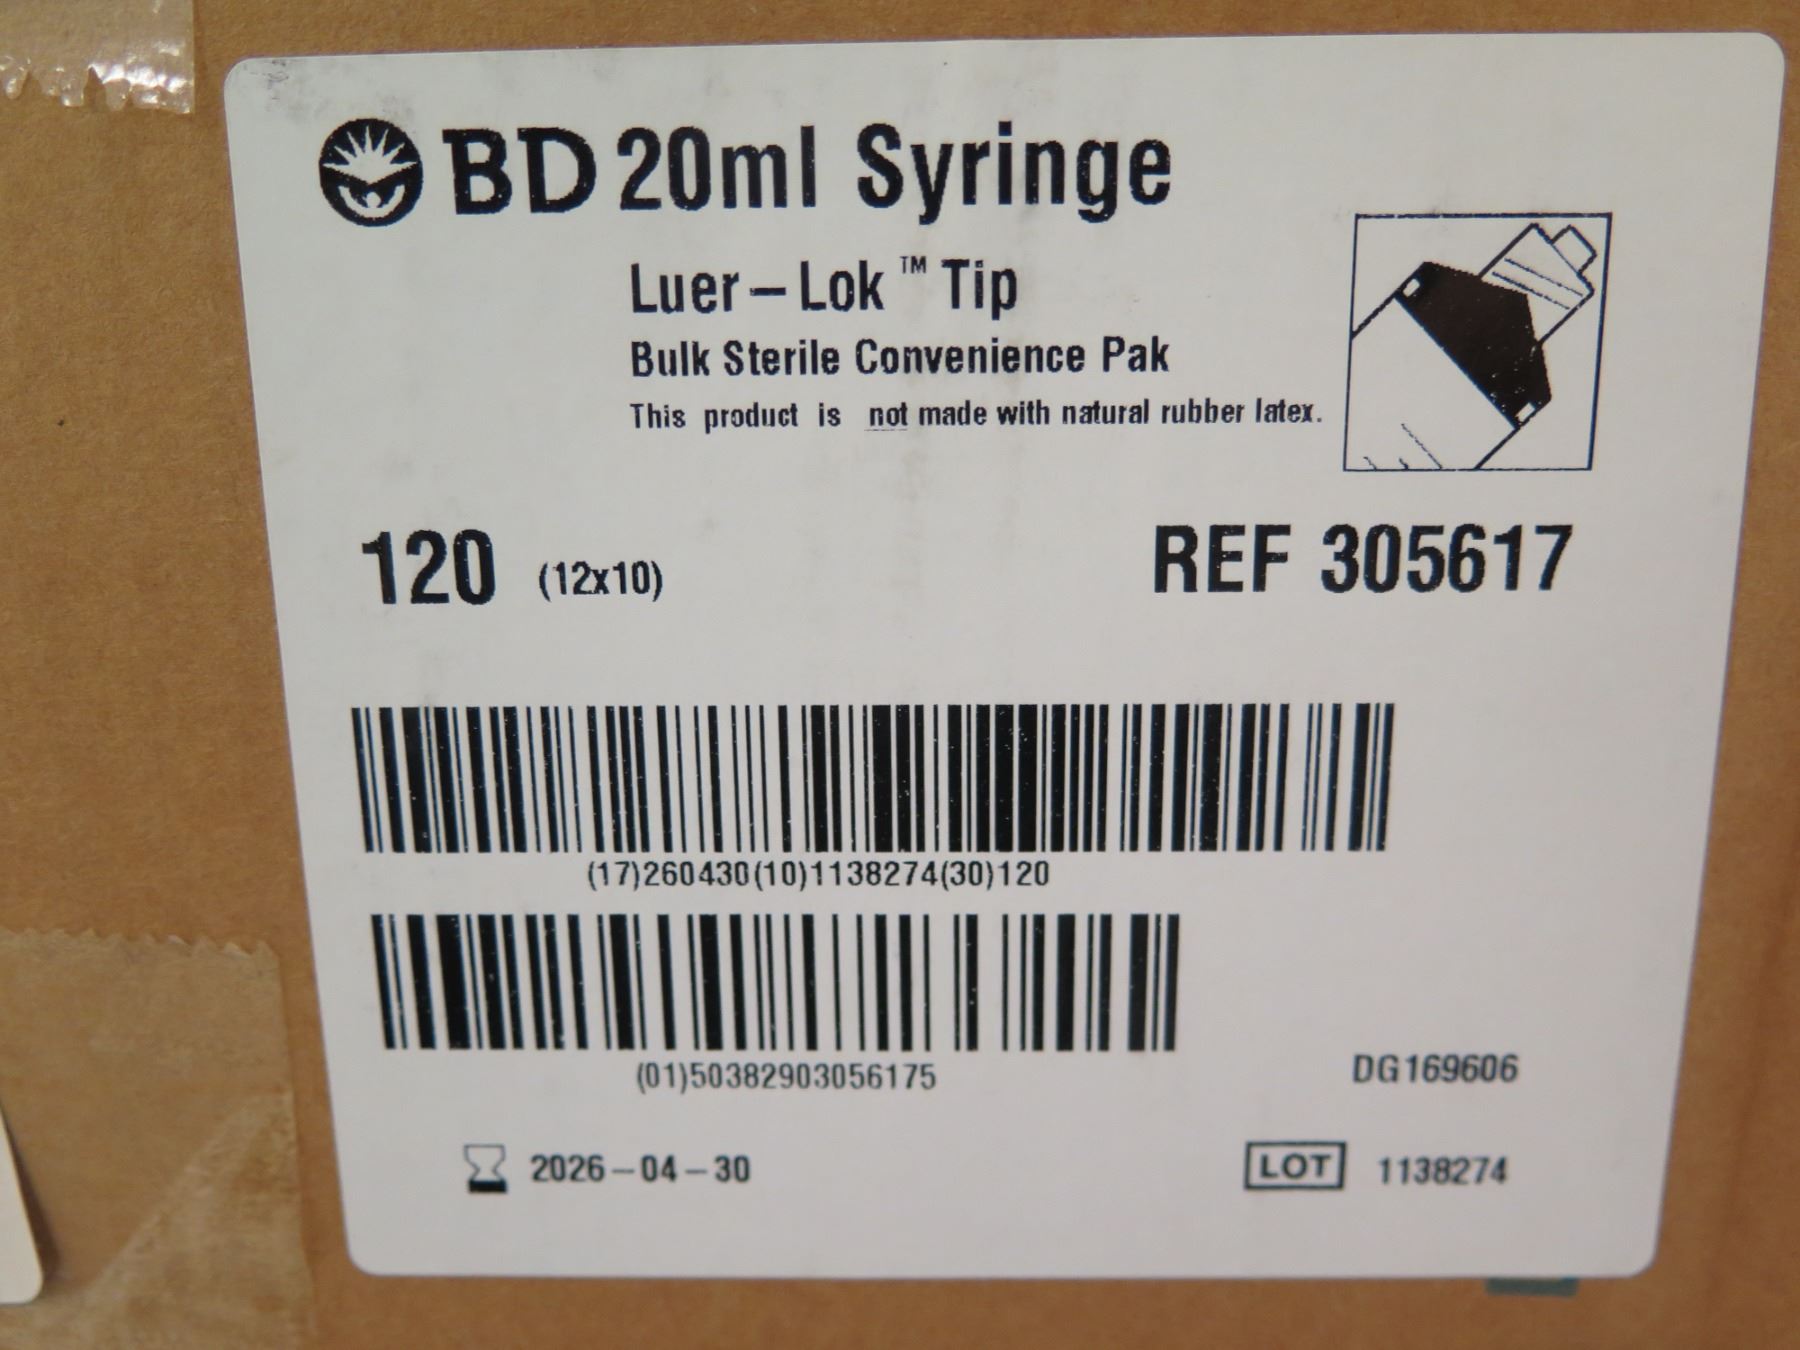 BD 20ml Syringe
Luer-Lok™ Tip
Bulk Sterile Convenience Pak
This product is not made with natural rubber latex.
120 (12x10)
REF 305617
(17)260430(10)1138274(30)120
(01)50382903056175
DG169606
2026-04-30
LOT 1138274